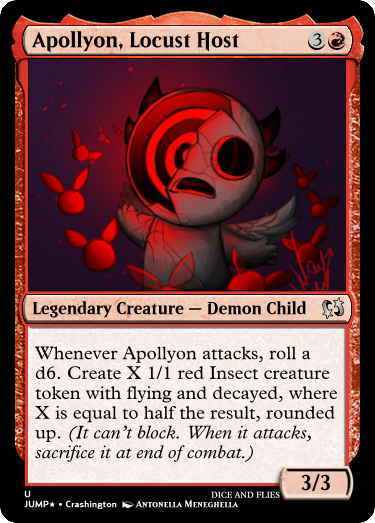 Apollyon, Locust Host 3
Legendary Creature — Demon Child
Whenever Apollyon attacks, roll a
d6. Create X 1/1 red Insect creature
token with flying and decayed, where
X is equal to half the result, rounded
up. (It can't block. When it attacks,
sacrifice it at end of combat.)
3/3
U DICE AND FLIES
JUMP★ • Crashington Antonella Meneghella